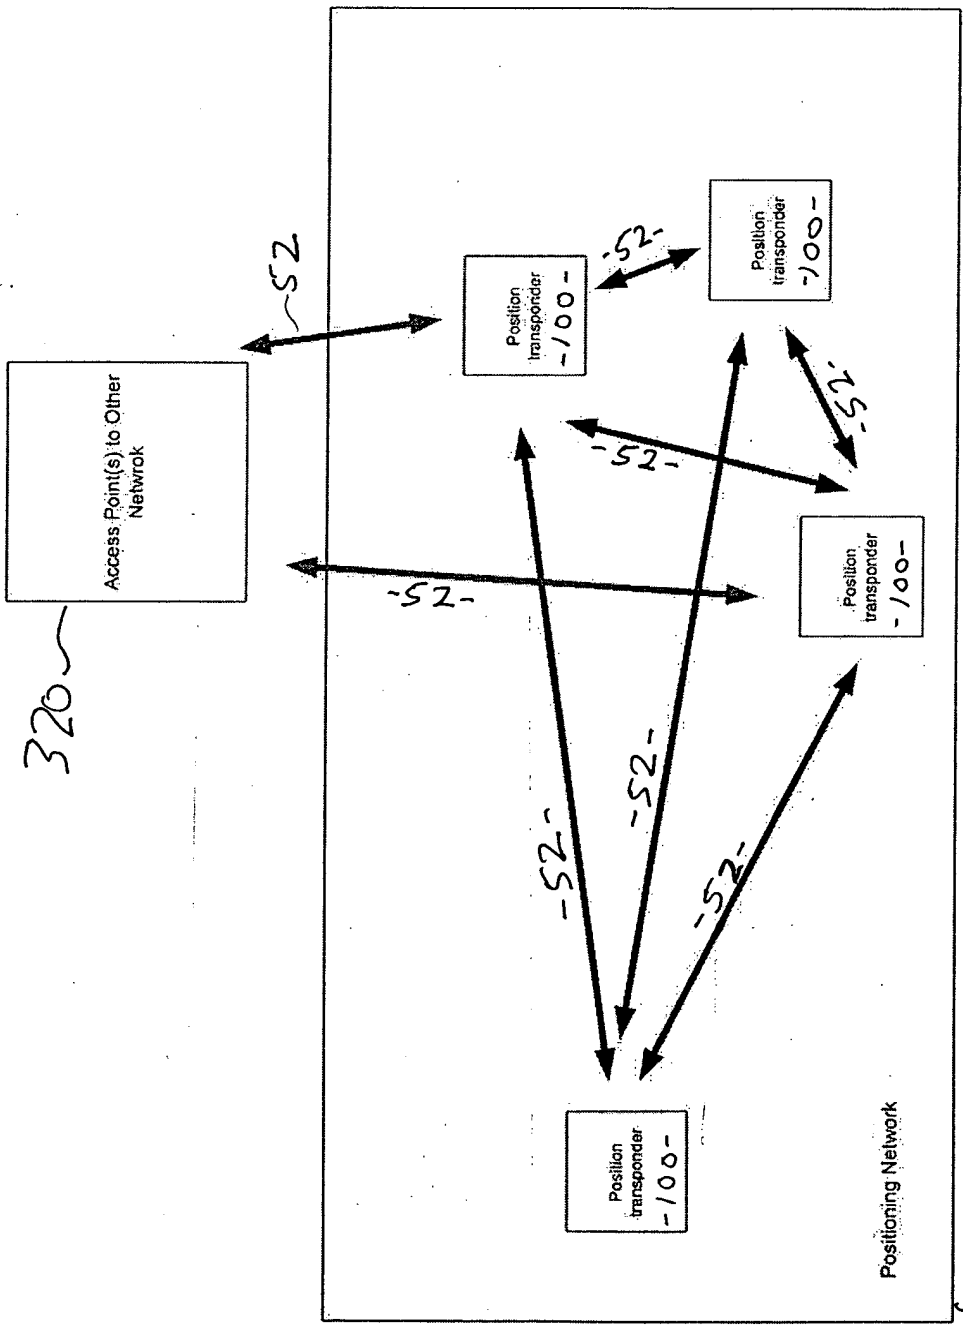 320
Access Point(s) to Other
Netwrok
52
-52-
Position
transponder
-100-
-52-
Position
transponder
-100-
-52-
-52-
-52-
-52-
-52-
Position
transponder
-100-
Position
transponder
-100-
Positioning Network